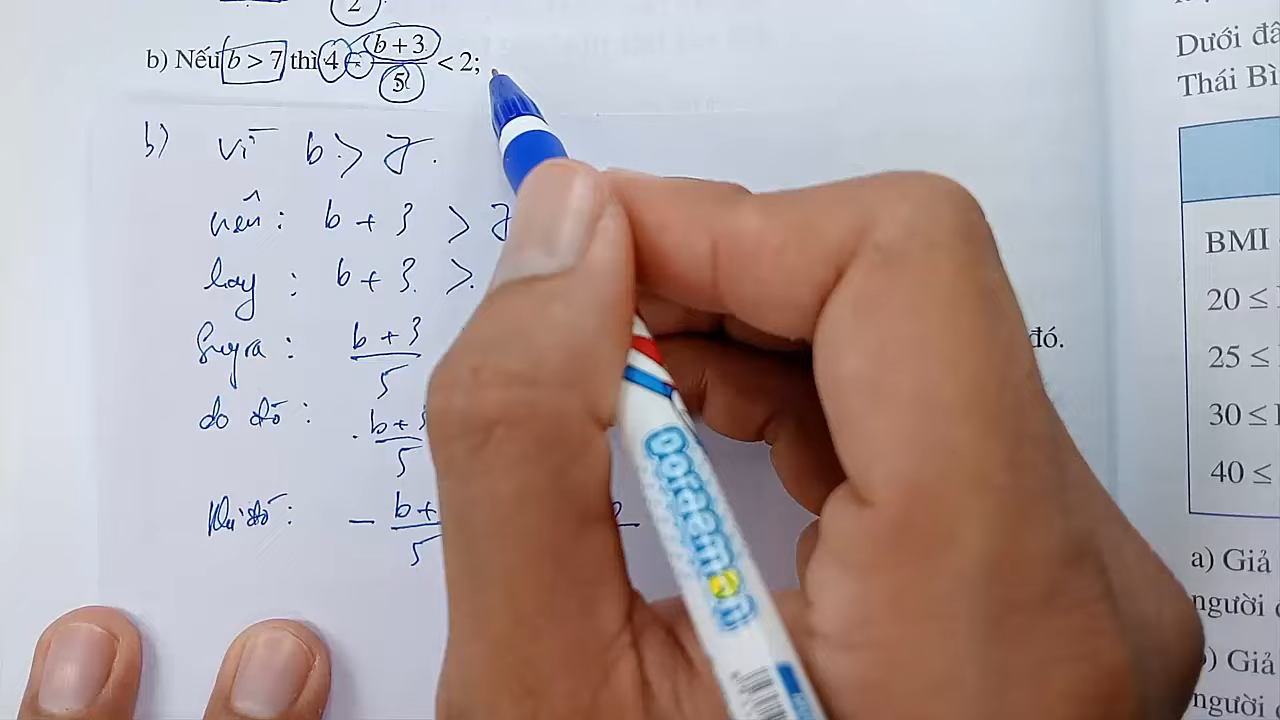 2
b) Nếu b > 7 thì 4 - (b + 3)/5 < 2;
b) Vì b > 7.
nên: b + 3 > 7
hay : b + 3 >
Suy ra : (b + 3)/5
do đó : (b + 3)/5
Khi đó : - (b +)/5
Doraemon
đó.
Dưới đâ
Thái Bì
BMI
20 ≤
25 ≤
30 ≤
40 ≤
a) Giả
người
) Giả
người